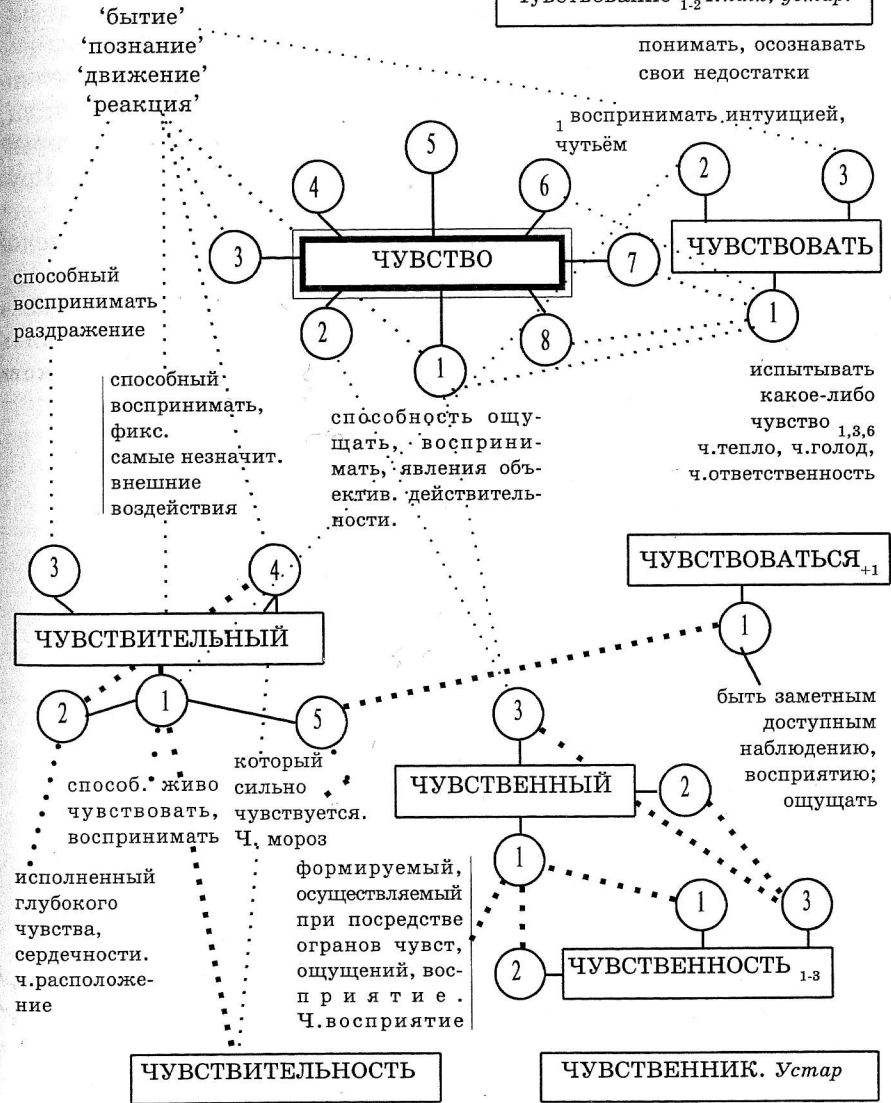 ‘бытие’
‘познание’
‘движение’
‘реакция’
понимать, осознавать
свои недостатки
1 воспринимать интуицией,
чутьём
4
5
6
2
3
3
ЧУВСТВО
7
ЧУВСТВОВАТЬ
2
1
8
1
способный
воспринимать
раздражение
способный
воспринимать,
фикс.
самые незначит.
внешние
воздействия
способность ощу-
щать, восприни-
мать, явления объ-
ектив. действитель-
ности.
испытывать
какое-либо
чувство 1,3,6
ч.тепло, ч.голод,
ч.ответственность
3
4
ЧУВСТВОВАТЬСЯ+1
1
ЧУВСТВИТЕЛЬНЫЙ
2
1
5
быть заметным
доступным
наблюдению,
восприятию;
ощущать
3
ЧУВСТВЕННЫЙ
2
1
способ. живо
чувствовать,
воспринимать
который
сильно
чувствуется.
Ч. мороз
исполненный
глубокого
чувства,
сердечности.
ч.расположе-
ние
формируемый,
осуществляемый
при посредстве
огранов чувст,
ощущений, вос-
приятие.
Ч.восприятие
1
3
2
ЧУВСТВЕННОСТЬ 1-3
ЧУВСТВИТЕЛЬНОСТЬ
ЧУВСТВЕННИК. Устар